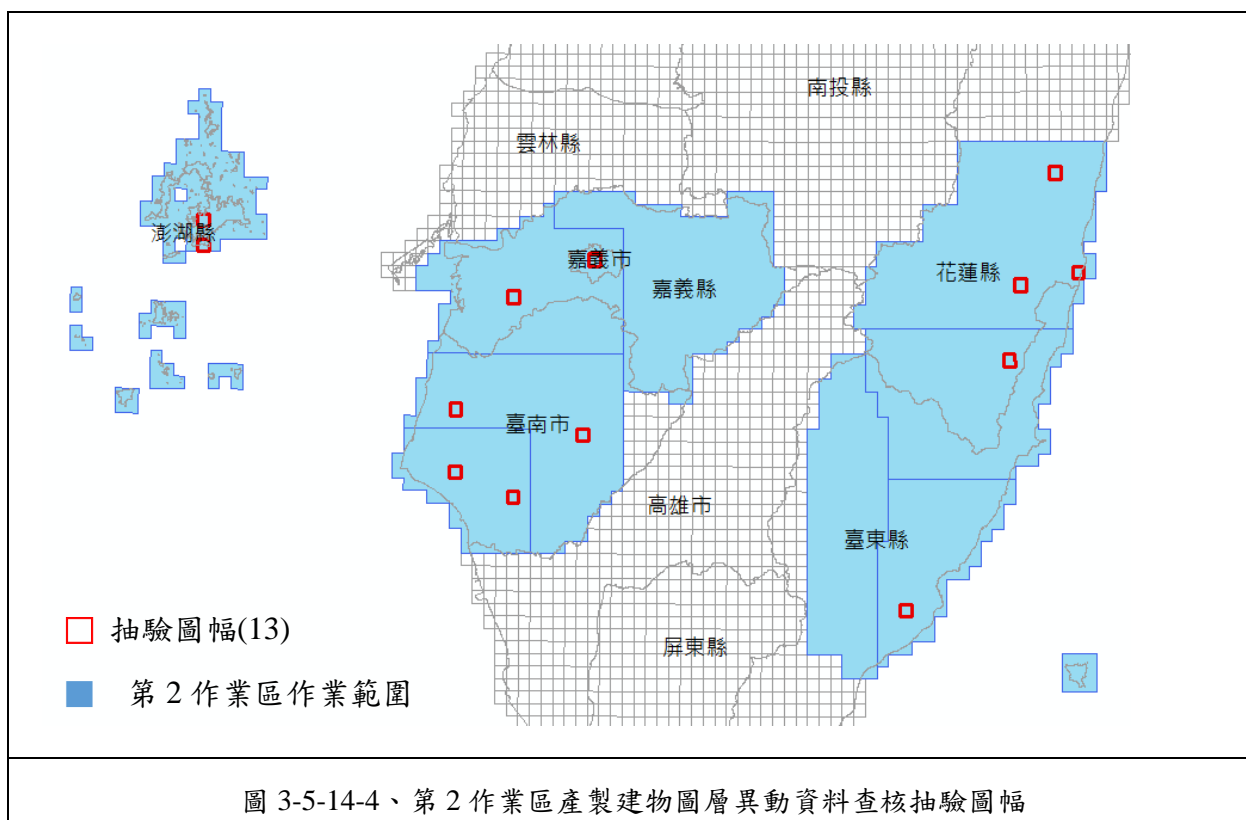 南投縣
雲林縣
澎湖縣
嘉義市
嘉義縣
花蓮縣
臺南市
高雄市
臺東縣
屏東縣
抽驗圖幅(13)
第 2 作業區作業範圍
圖 3-5-14-4、第 2 作業區產製建物圖層異動資料查核抽驗圖幅